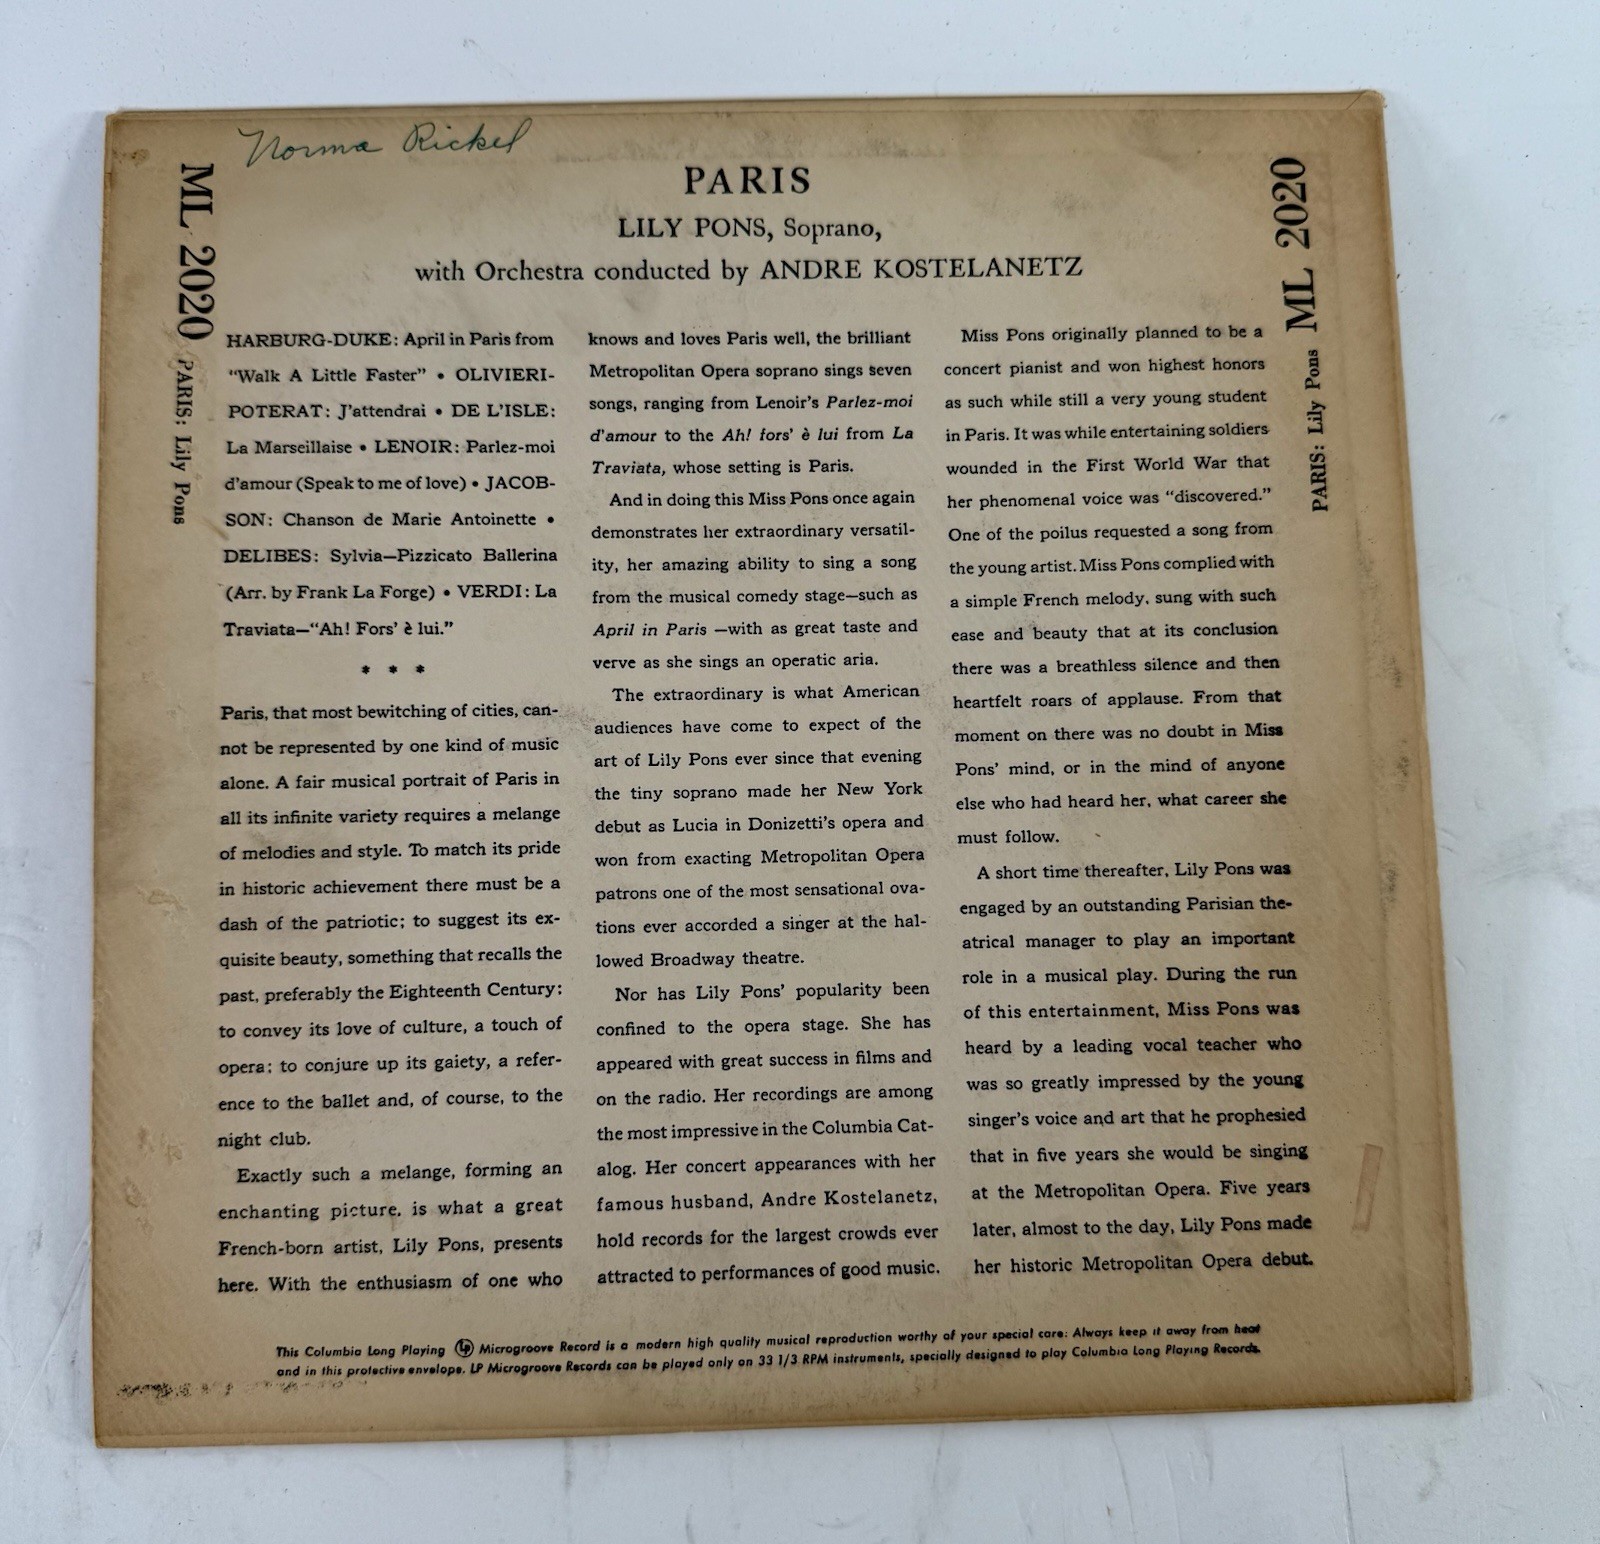 Norma Rickel
ML 2020 PARIS: Lily Pons
PARIS
LILY PONS, Soprano,
with Orchestra conducted by ANDRE KOSTELANETZ
ML 2020
PARIS: Lily Pons
HARBURG-DUKE: April in Paris from
"Walk A Little Faster" • OLIVIERI-
POTERAT: J'attendrai • DE L'ISLE:
La Marseillaise • LENOIR: Parlez-moi
d'amour (Speak to me of love) • JACOB-
SON: Chanson de Marie Antoinette •
DELIBES: Sylvia—Pizzicato Ballerina
(Arr. by Frank La Forge) • VERDI: La
Traviata—"Ah! Fors' è lui."
* * *
Paris, that most bewitching of cities, can-
not be represented by one kind of music
alone. A fair musical portrait of Paris in
all its infinite variety requires a melange
of melodies and style. To match its pride
in historic achievement there must be a
dash of the patriotic; to suggest its ex-
quisite beauty, something that recalls the
past, preferably the Eighteenth Century;
to convey its love of culture, a touch of
opera; to conjure up its gaiety, a refer-
ence to the ballet and, of course, to the
night club.
Exactly such a melange, forming an
enchanting picture, is what a great
French-born artist, Lily Pons, presents
here. With the enthusiasm of one who
knows and loves Paris well, the brilliant
Metropolitan Opera soprano sings seven
songs, ranging from Lenoir's Parlez-moi
d'amour to the Ah! fors' è lui from La
Traviata, whose setting is Paris.
And in doing this Miss Pons once again
demonstrates her extraordinary versatil-
ity, her amazing ability to sing a song
from the musical comedy stage—such as
April in Paris —with as great taste and
verve as she sings an operatic aria.
The extraordinary is what American
audiences have come to expect of the
art of Lily Pons ever since that evening
the tiny soprano made her New York
debut as Lucia in Donizetti's opera and
won from exacting Metropolitan Opera
patrons one of the most sensational ova-
tions ever accorded a singer at the hal-
lowed Broadway theatre.
Nor has Lily Pons' popularity been
confined to the opera stage. She has
appeared with great success in films and
on the radio. Her recordings are among
the most impressive in the Columbia Cat-
alog. Her concert appearances with her
famous husband, Andre Kostelanetz,
hold records for the largest crowds ever
attracted to performances of good music.
Miss Pons originally planned to be a
concert pianist and won highest honors
as such while still a very young student
in Paris. It was while entertaining soldiers
wounded in the First World War that
her phenomenal voice was "discovered."
One of the poilus requested a song from
the young artist. Miss Pons complied with
a simple French melody, sung with such
ease and beauty that at its conclusion
there was a breathless silence and then
heartfelt roars of applause. From that
moment on there was no doubt in Miss
Pons' mind, or in the mind of anyone
else who had heard her, what career she
must follow.
A short time thereafter, Lily Pons was
engaged by an outstanding Parisian the-
atrical manager to play an important
role in a musical play. During the run
of this entertainment, Miss Pons was
heard by a leading vocal teacher who
was so greatly impressed by the young
singer's voice and art that he prophesied
that in five years she would be singing
at the Metropolitan Opera. Five years
later, almost to the day, Lily Pons made
her historic Metropolitan Opera debut.
This Columbia Long Playing LP Microgroove Record is a modern high quality musical reproduction worthy of your special care: Always keep it away from heat
and in this protective envelope. LP Microgroove Records can be played only on 33 1/3 RPM instruments, specially designed to play Columbia Long Playing Records.